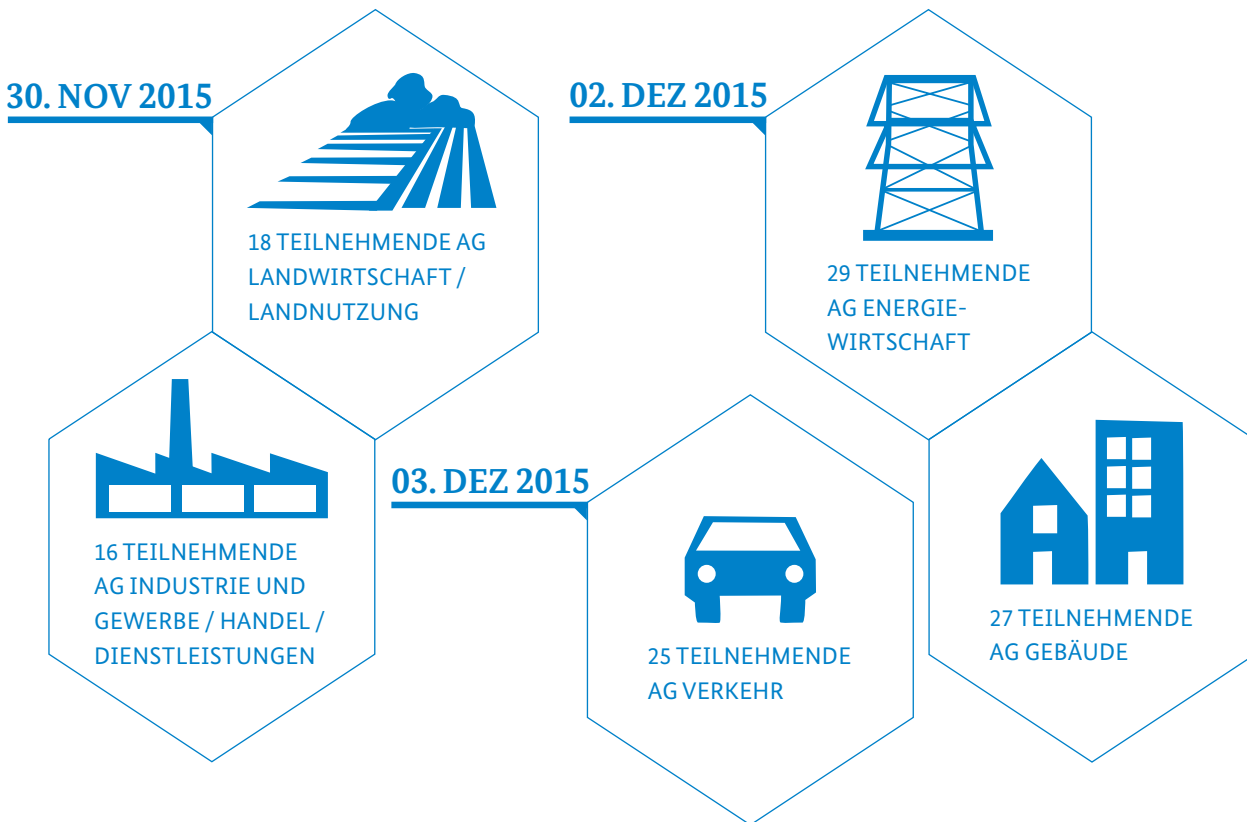 30. NOV 2015
18 TEILNEHMENDE AG
LANDWIRTSCHAFT /
LANDNUTZUNG
16 TEILNEHMENDE
AG INDUSTRIE UND
GEWERBE / HANDEL /
DIENSTLEISTUNGEN
02. DEZ 2015
29 TEILNEHMENDE
AG ENERGIE-
WIRTSCHAFT
27 TEILNEHMENDE
AG GEBÄUDE
03. DEZ 2015
25 TEILNEHMENDE
AG VERKEHR